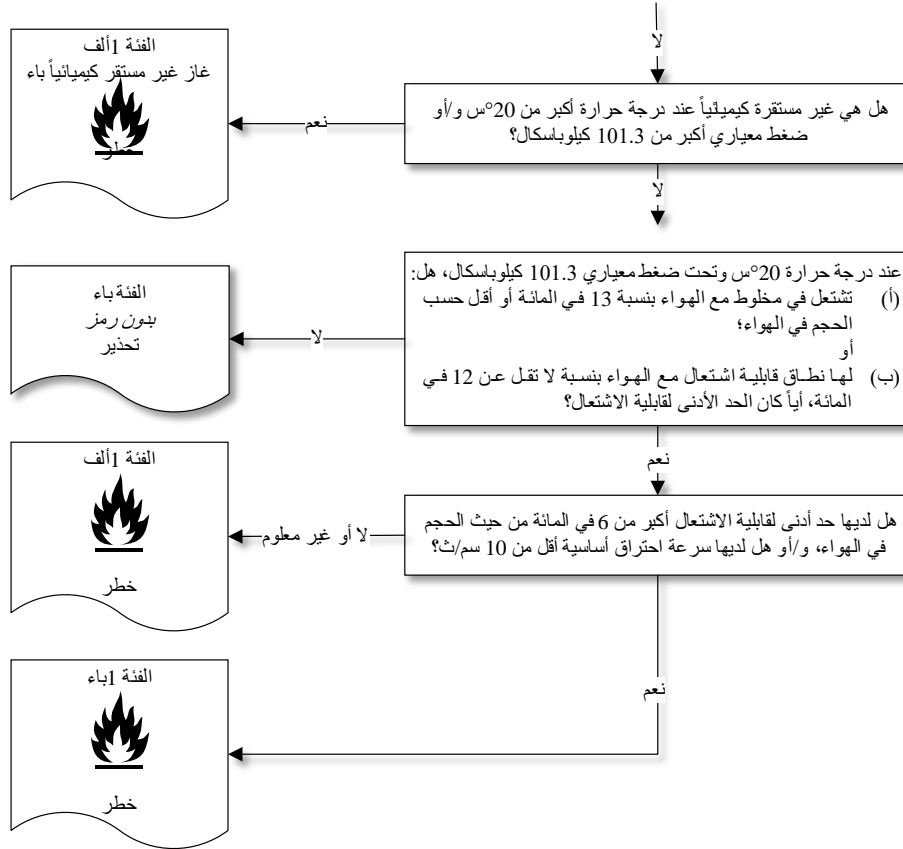 لا
هل هي غير مستقرة كيميائياً عند درجة حرارة أكبر من 20°س و/أو
ضغط معياري أكبر من 101.3 كيلوباسكال؟
نعم
الفئة 1ألف
غاز غير مستقر كيميائياً باء
خطر
لا
عند درجة حرارة 20°س وتحت ضغط معياري 101.3 كيلوباسكال، هل:
(أ) تشتعل في مخلوط مع الهواء بنسبة 13 في المائة أو أقل حسب
الحجم في الهواء؛
أو
(ب) لها نطاق قابلية اشتعال مع الهواء بنسبة لا تقل عن 12 في
المائة، أياً كان الحد الأدنى لقابلية الاشتعال؟
لا
الفئة باء
بدون رمز
تحذير
نعم
هل لديها حد أدنى لقابلية الاشتعال أكبر من 6 في المائة من حيث الحجم
في الهواء، و/أو هل لديها سرعة احتراق أساسية أقل من 10 سم/ث؟
لا أو غير معلوم
الفئة 1ألف
خطر
نعم
الفئة 1باء
خطر